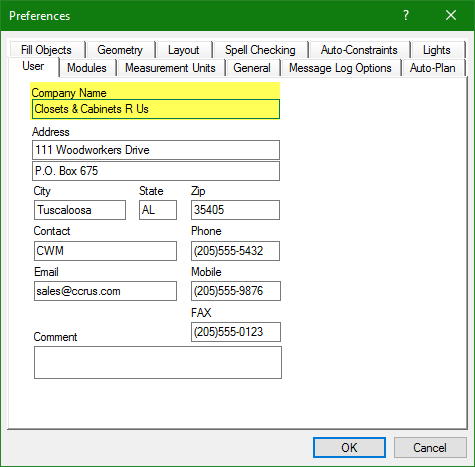 Preferences ?
Fill Objects Geometry Layout Spell Checking Auto-Constraints Lights
User Modules Measurement Units General Message Log Options Auto-Plan
Company Name
Closets & Cabinets R Us
Address
111 Woodworkers Drive
P.O. Box 675
City State Zip
Tuscaloosa AL 35405
Contact Phone
CWM (205)555-5432
Email Mobile
sales@ccrus.com (205)555-9876
FAX
(205)555-0123
Comment
OK Cancel